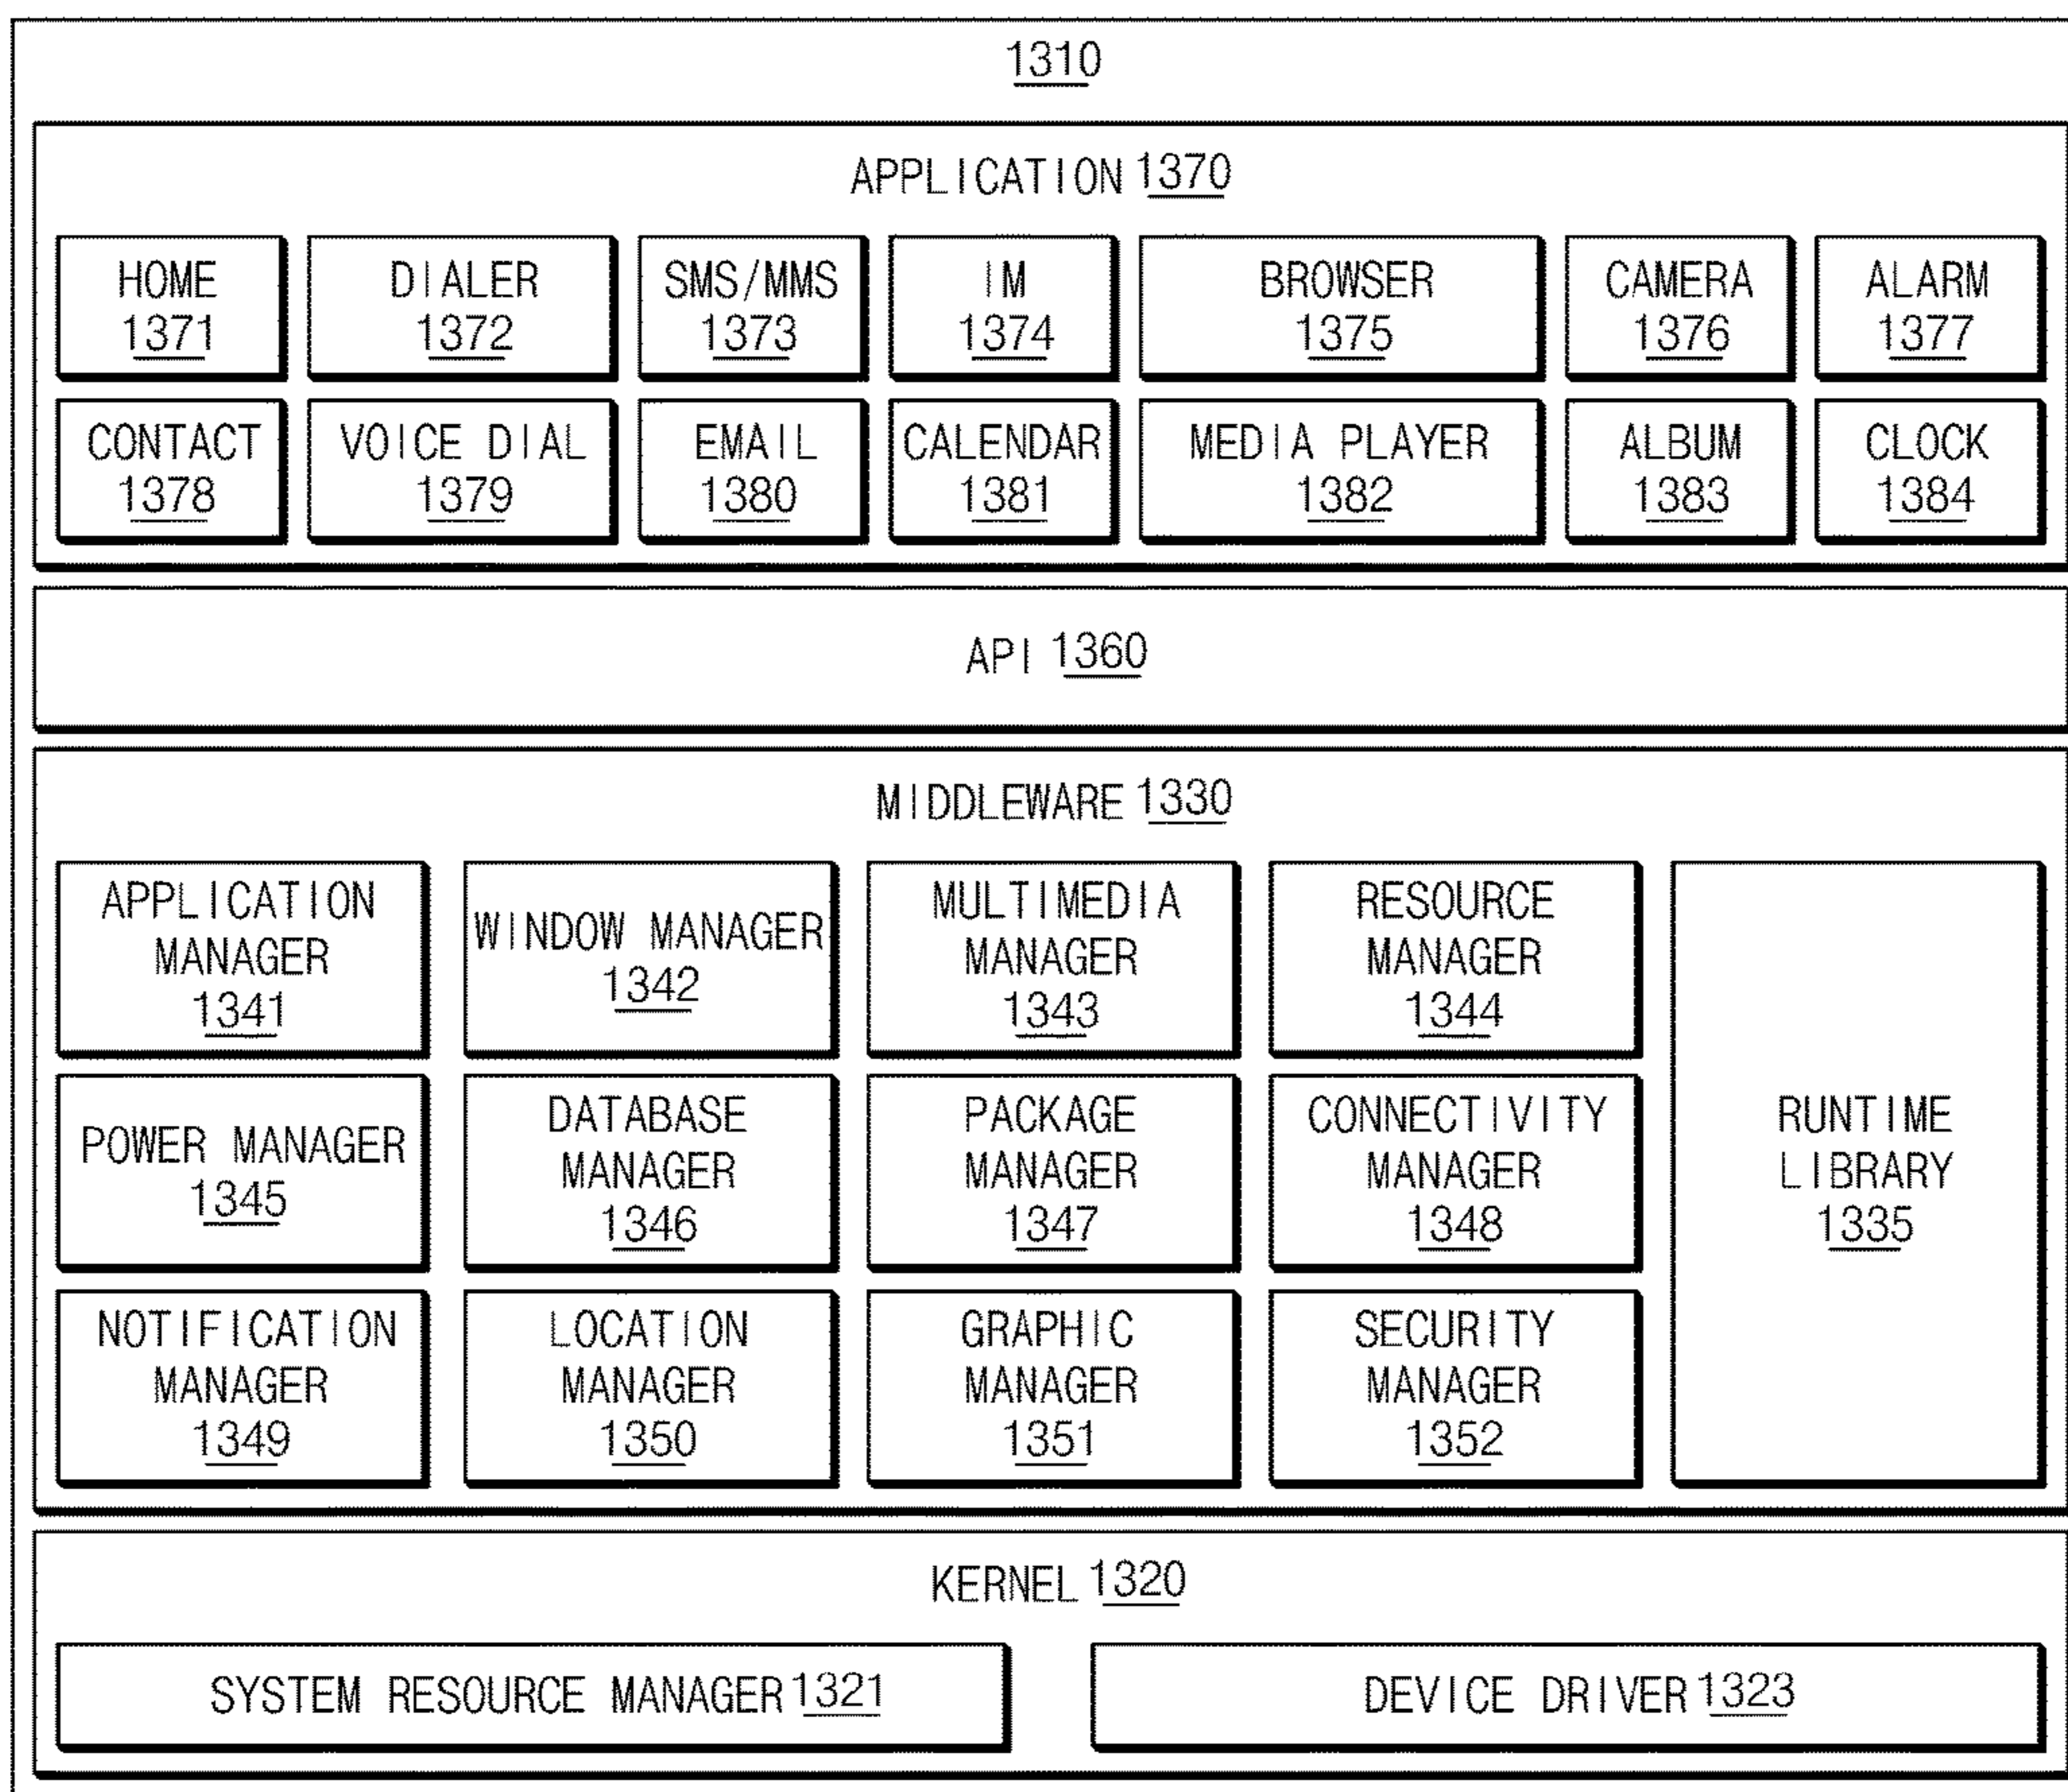 1310
APPLICATION 1370
HOME
1371
DIALER
1372
SMS/MMS
1373
IM
1374
BROWSER
1375
CAMERA
1376
ALARM
1377
CONTACT
1378
VOICE DIAL
1379
EMAIL
1380
CALENDAR
1381
MEDIA PLAYER
1382
ALBUM
1383
CLOCK
1384
API 1360
MIDDLEWARE 1330
APPLICATION
MANAGER
1341
WINDOW MANAGER
1342
MULTIMEDIA
MANAGER
1343
RESOURCE
MANAGER
1344
POWER MANAGER
1345
DATABASE
MANAGER
1346
PACKAGE
MANAGER
1347
CONNECTIVITY
MANAGER
1348
NOTIFICATION
MANAGER
1349
LOCATION
MANAGER
1350
GRAPHIC
MANAGER
1351
SECURITY
MANAGER
1352
RUNTIME
LIBRARY
1335
KERNEL 1320
SYSTEM RESOURCE MANAGER 1321
DEVICE DRIVER 1323